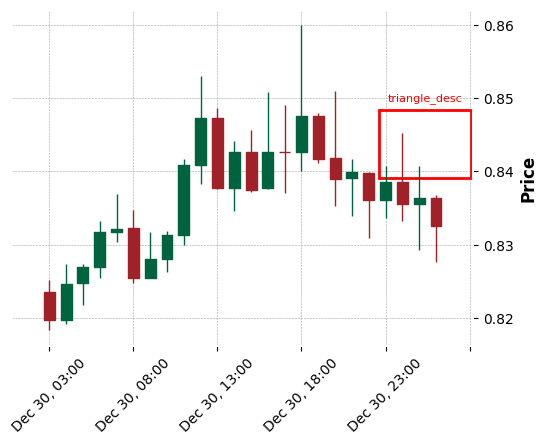 0.86
0.85
triangle_desc
0.84
0.83
0.82
Price
Dec 30, 03:00
Dec 30, 08:00
Dec 30, 13:00
Dec 30, 18:00
Dec 30, 23:00